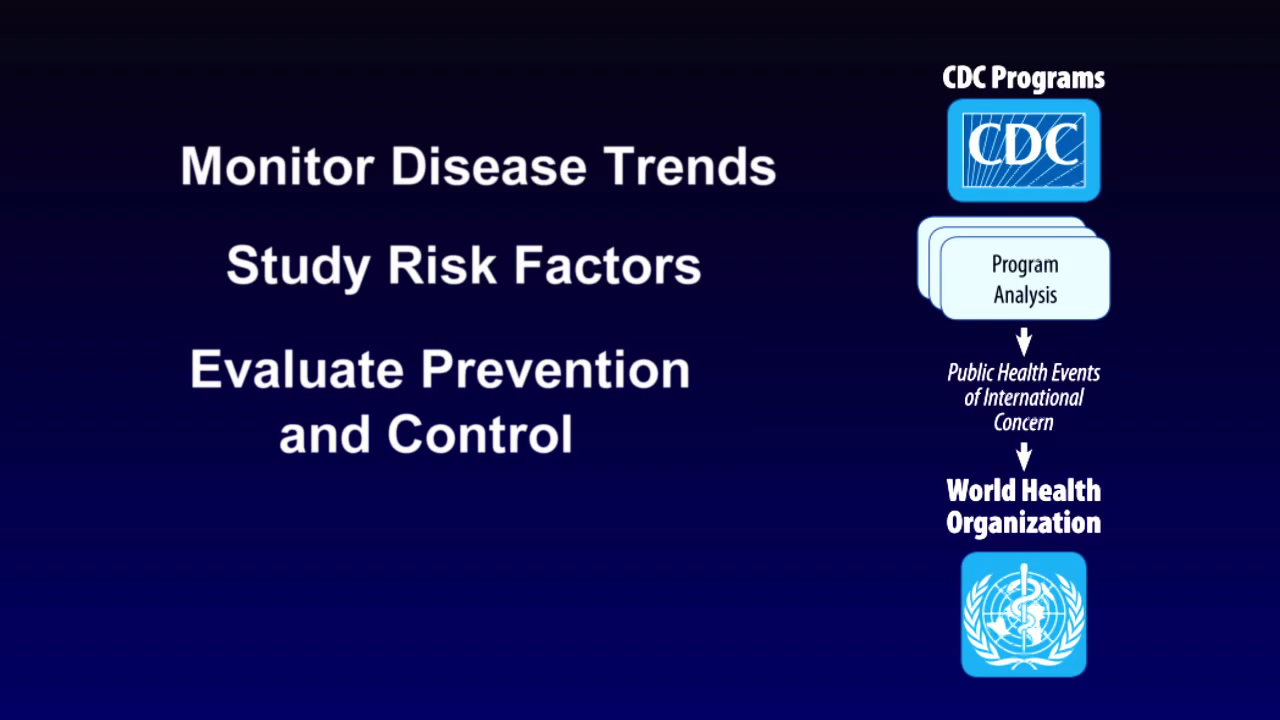 Monitor Disease Trends
Study Risk Factors
Evaluate Prevention
and Control
CDC Programs
CDC
Program
Analysis
Public Health Events
of International
Concern
World Health
Organization